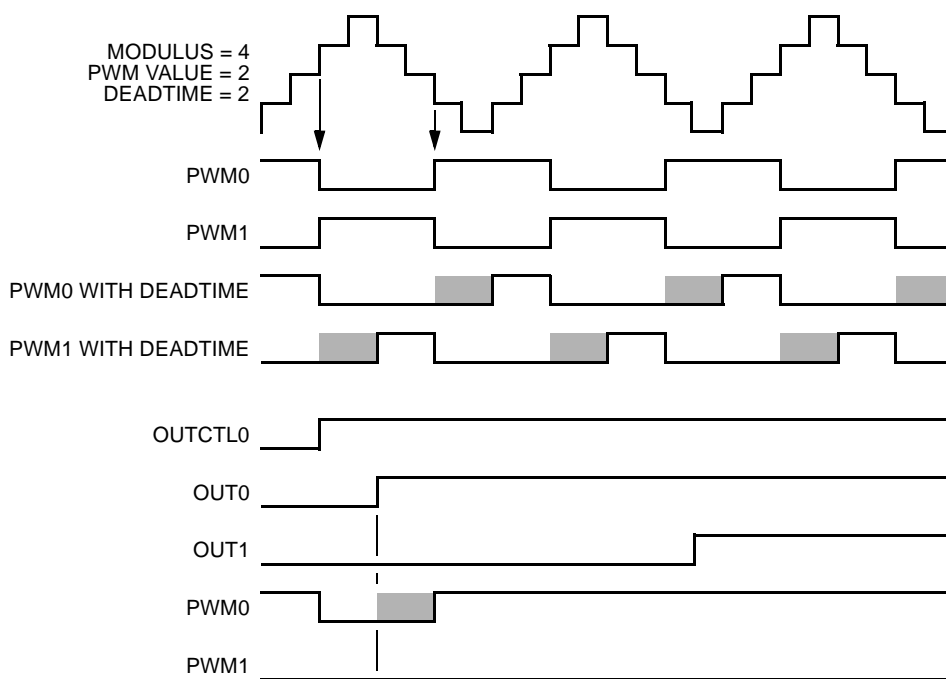 MODULUS = 4
PWM VALUE = 2
DEADTIME = 2
PWM0
PWM1
PWM0 WITH DEADTIME
PWM1 WITH DEADTIME
OUTCTL0
OUT0
OUT1
PWM0
PWM1